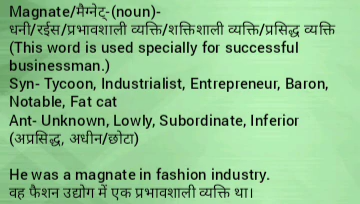 Magnate/मैग्नेट्-(noun)-
धनी/रईस/प्रभावशाली व्यक्ति/शक्तिशाली व्यक्ति/प्रसिद्ध व्यक्ति
(This word is used specially for successful
businessman.)
Syn- Tycoon, Industrialist, Entrepreneur, Baron,
Notable, Fat cat
Ant- Unknown, Lowly, Subordinate, Inferior
(अप्रसिद्ध, अधीन/छोटा)
He was a magnate in fashion industry.
वह फैशन उद्योग में एक प्रभावशाली व्यक्ति था।